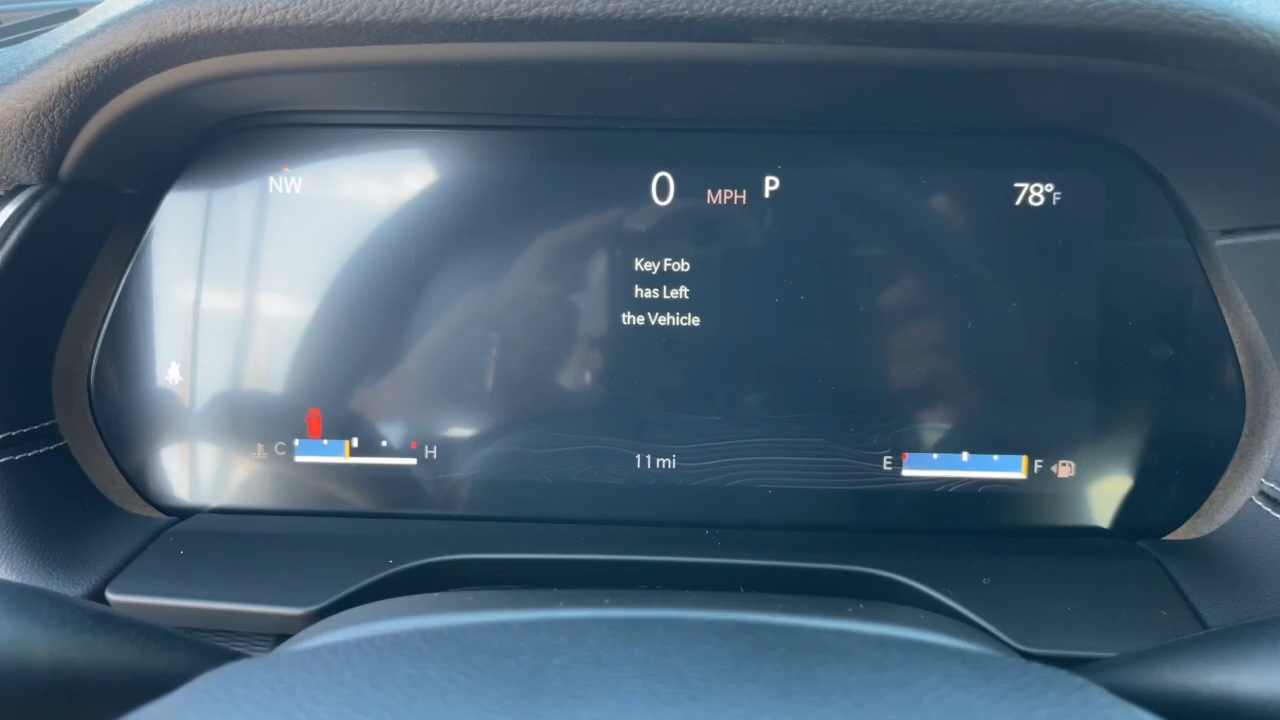 NW
0 MPH P
78°F
Key Fob
has Left
the Vehicle
C H
11 mi
E F